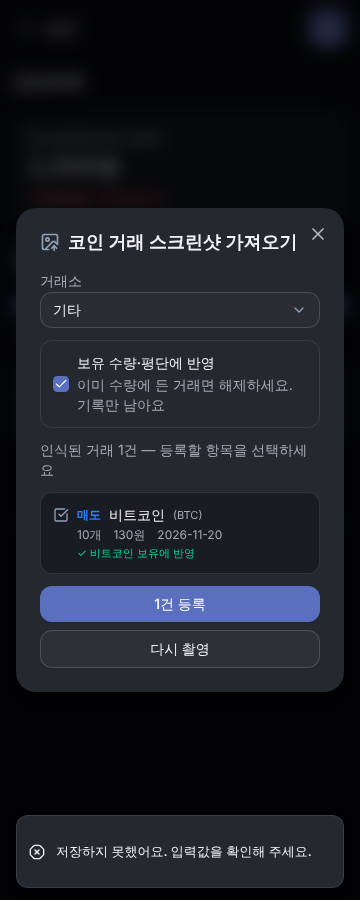 코인 거래 스크린샷 가져오기
거래소
기타
보유 수량·평단에 반영
이미 수량에 든 거래면 해제하세요.
기록만 남아요
인식된 거래 1건 — 등록할 항목을 선택하세
요
매도 비트코인 (BTC)
10개 130원 2026-11-20
✓ 비트코인 보유에 반영
1건 등록
다시 촬영
저장하지 못했어요. 입력값을 확인해 주세요.